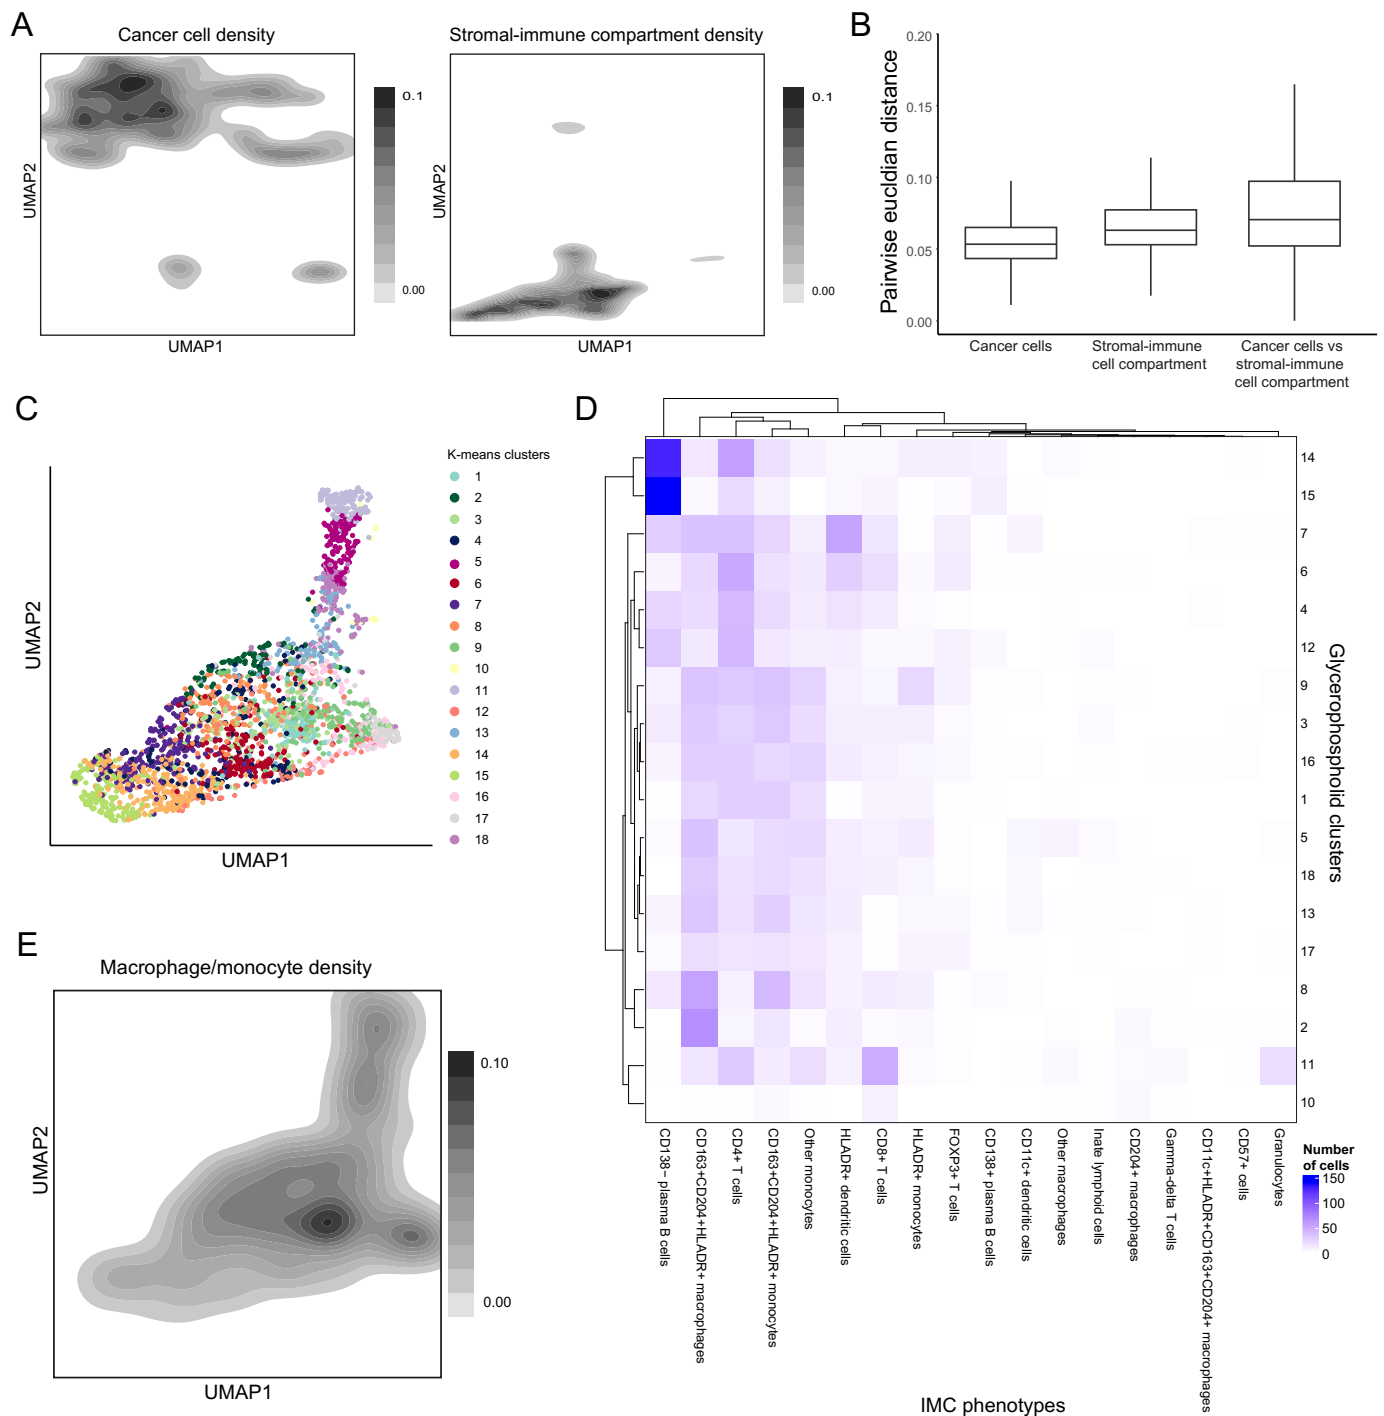 A
Cancer cell density
UMAP2
UMAP1
0.1
0.00
Stromal-immune compartment density
UMAP2
UMAP1
0.1
0.00
B
Pairwise eucldian distance
0.20
0.15
0.10
0.05
0.00
Cancer cells
Stromal-immune
cell compartment
Cancer cells vs
stromal-immune
cell compartment
C
UMAP2
UMAP1
K-means clusters
1
2
3
4
5
6
7
8
9
10
11
12
13
14
15
16
17
18
D
14
15
7
6
4
12
9
3
16
1
5
18
13
17
8
2
11
10
Glycerophospholid clusters
CD138− plasma B cells
CD163+CD204+HLADR+ macrophages
CD4+ T cells
CD163+CD204+HLADR+ monocytes
Other monocytes
HLADR+ dendritic cells
CD8+ T cells
HLADR+ monocytes
FOXP3+ T cells
CD138+ plasma B cells
CD11c+ dendritic cells
Other macrophages
Inate lymphoid cells
CD204+ macrophages
Gamma-delta T cells
CD11c+HLADR+CD163+CD204+ macrophages
CD57+ cells
Granulocytes
IMC phenotypes
Number
of cells
150
100
50
0
E
Macrophage/monocyte density
UMAP2
UMAP1
0.10
0.00